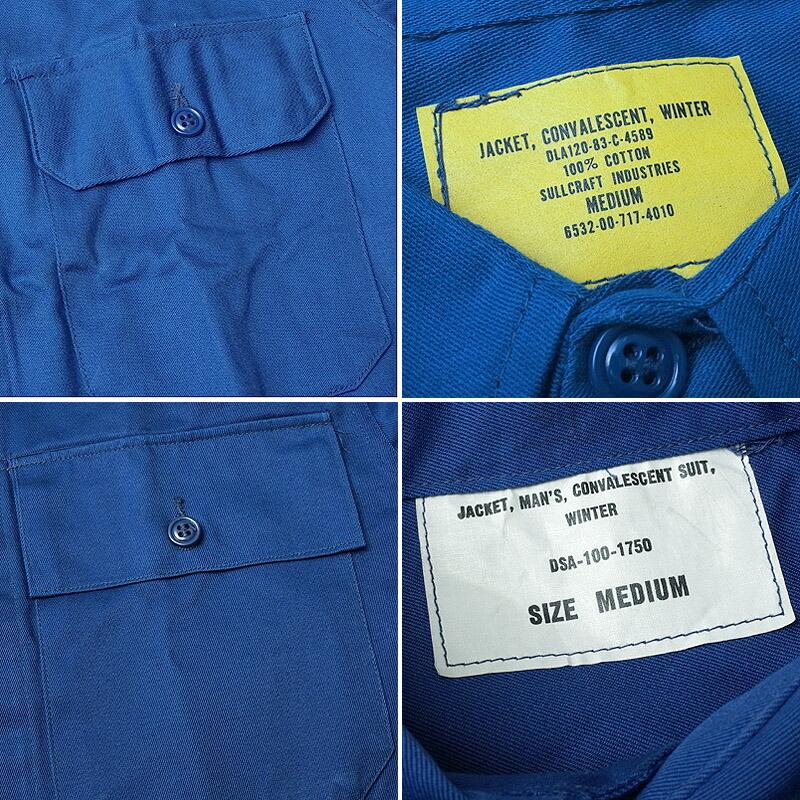 JACKET, CONVALESCENT, WINTER
DLA120-83-C-4589
100% COTTON
SULLCRAFT INDUSTRIES
MEDIUM
6532-00-717-4010
JACKET, MAN'S, CONVALESCENT SUIT,
WINTER
DSA-100-1750
SIZE MEDIUM